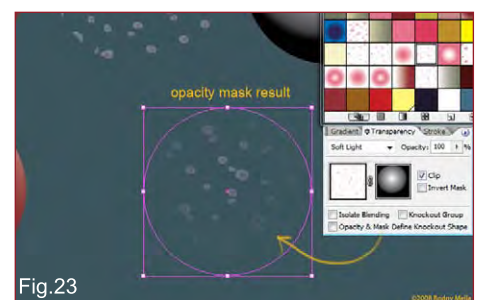 opacity mask result
Gradient Transparency Stroke
Soft Light Opacity: 100 %
Clip
Invert Mask
Isolate Blending Knockout Group
Opacity & Mask Define Knockout Shape
Fig.23